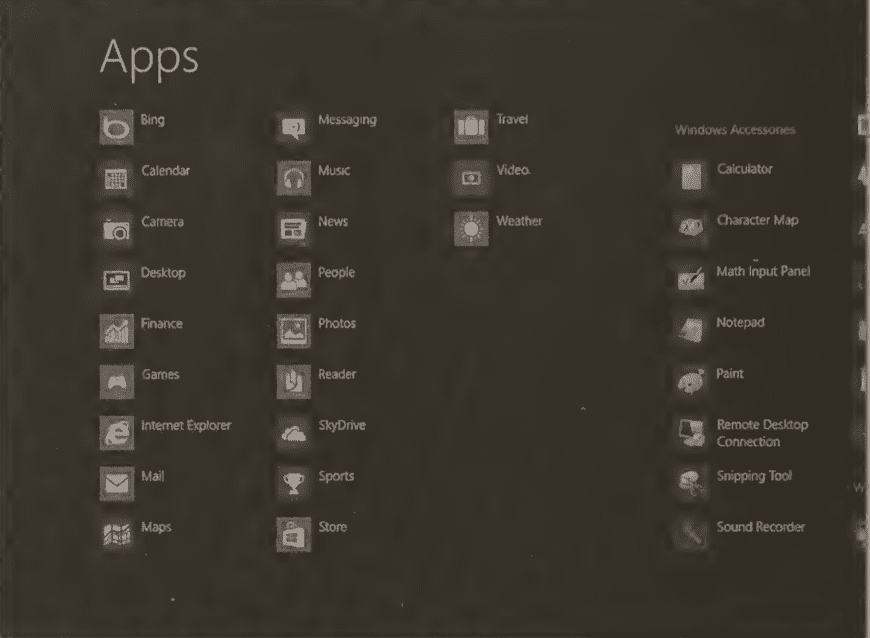 Apps
Bing
Calendar
Camera
Desktop
Finance
Games
Internet Explorer
Mail
Maps
Messaging
Music
News
People
Photos
Reader
SkyDrive
Sports
Store
Travel
Video
Weather
Windows Accessories
Calculator
Character Map
Math Input Panel
Notepad
Paint
Remote Desktop
Connection
Snipping Tool
Sound Recorder
W